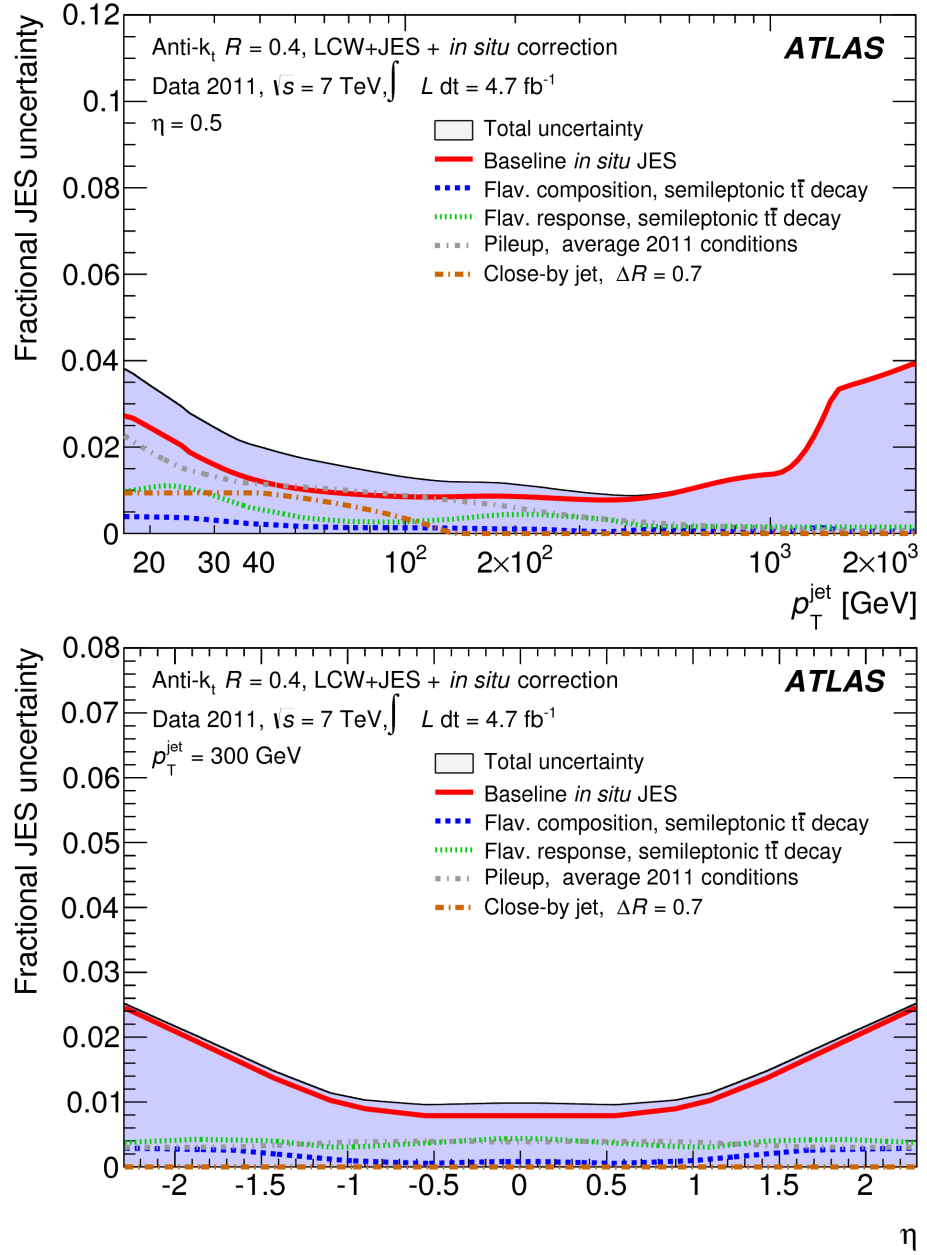 0.12
Anti-kt R = 0.4, LCW+JES + in situ correction
ATLAS
Data 2011, √s = 7 TeV,∫ L dt = 4.7 fb-1
0.1
η = 0.5
Total uncertainty
Baseline in situ JES
0.08
Flav. composition, semileptonic tt̄ decay
Flav. response, semileptonic tt̄ decay
Pileup, average 2011 conditions
0.06
Close-by jet, ΔR = 0.7
0.04
0.02
0
Fractional JES uncertainty
20 30 40 10² 2×10² 10³ 2×10³
pTjet [GeV]
0.08
Anti-kt R = 0.4, LCW+JES + in situ correction
ATLAS
Data 2011, √s = 7 TeV,∫ L dt = 4.7 fb-1
0.07
pTjet = 300 GeV
Total uncertainty
0.06
Baseline in situ JES
Flav. composition, semileptonic tt̄ decay
0.05
Flav. response, semileptonic tt̄ decay
Pileup, average 2011 conditions
Close-by jet, ΔR = 0.7
0.04
0.03
0.02
0.01
0
Fractional JES uncertainty
-2 -1.5 -1 -0.5 0 0.5 1 1.5 2
η